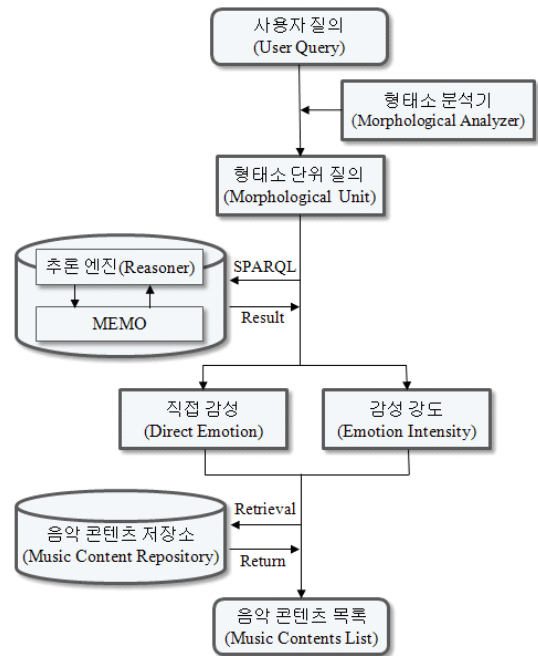 사용자 질의
(User Query)
형태소 분석기
(Morphological Analyzer)
형태소 단위 질의
(Morphological Unit)
추론 엔진(Reasoner)
MEMO
SPARQL
Result
직접 감성
(Direct Emotion)
감성 강도
(Emotion Intensity)
음악 콘텐츠 저장소
(Music Content Repository)
Retrieval
Return
음악 콘텐츠 목록
(Music Contents List)